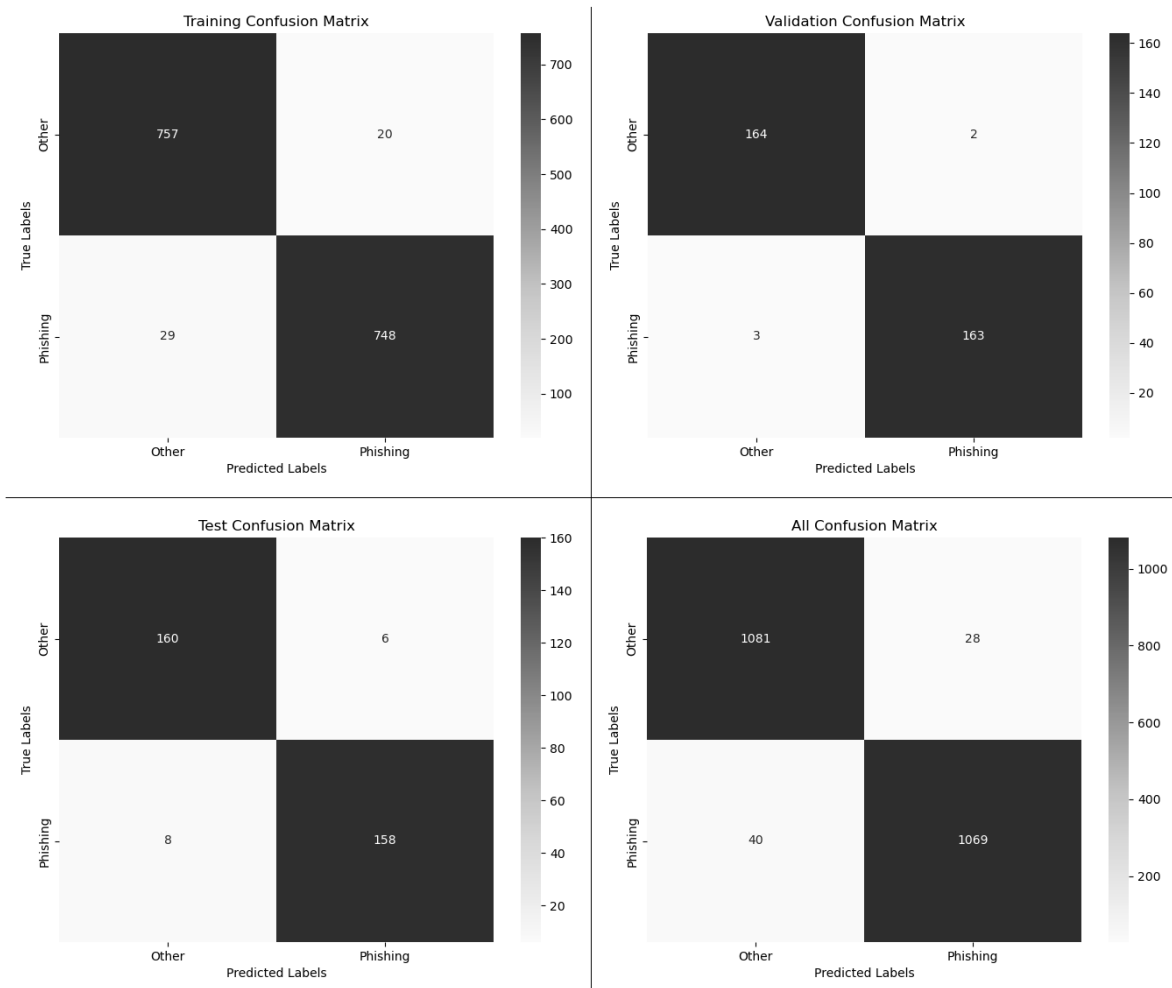 Training Confusion Matrix
Other
Phishing
True Labels
757
20
29
748
Other
Phishing
Predicted Labels
700
600
500
400
300
200
100
Validation Confusion Matrix
Other
Phishing
True Labels
164
2
3
163
Other
Phishing
Predicted Labels
160
140
120
100
80
60
40
20
Test Confusion Matrix
Other
Phishing
True Labels
160
6
8
158
Other
Phishing
Predicted Labels
160
140
120
100
80
60
40
20
All Confusion Matrix
Other
Phishing
True Labels
1081
28
40
1069
Other
Phishing
Predicted Labels
1000
800
600
400
200